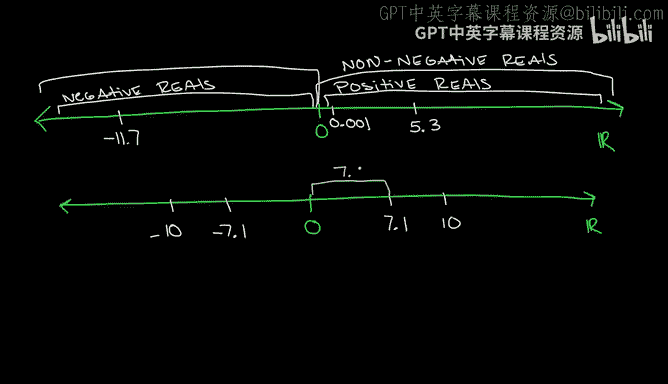 GPT中英字幕课程资源@bilibili.com
GPT中英字幕课程资源 bilibili
NON-NEGATIVE REALS
NEGATIVE REALS
POSITIVE REALS
-11.7 0 0.001 5.3 ℝ
7.
-10 -7.1 0 7.1 10 ℝ